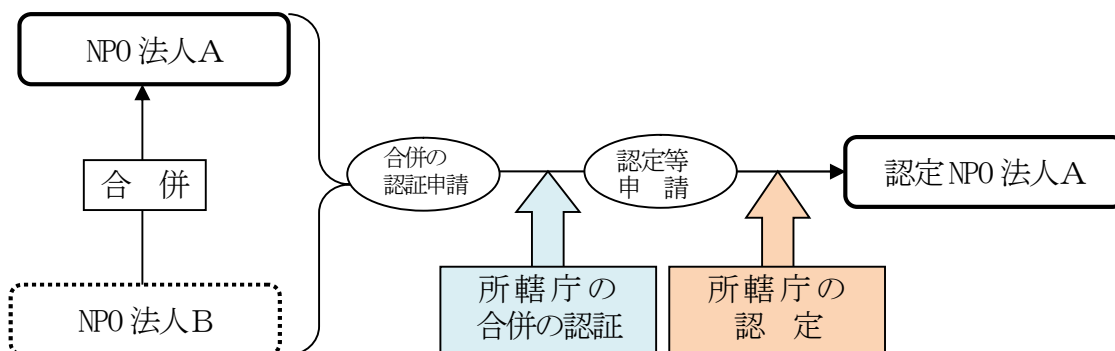 NPO法人A
合併
NPO法人B
合併の
認証申請
認定等
申請
認定NPO法人A
所轄庁の
合併の認証
所轄庁の
認定